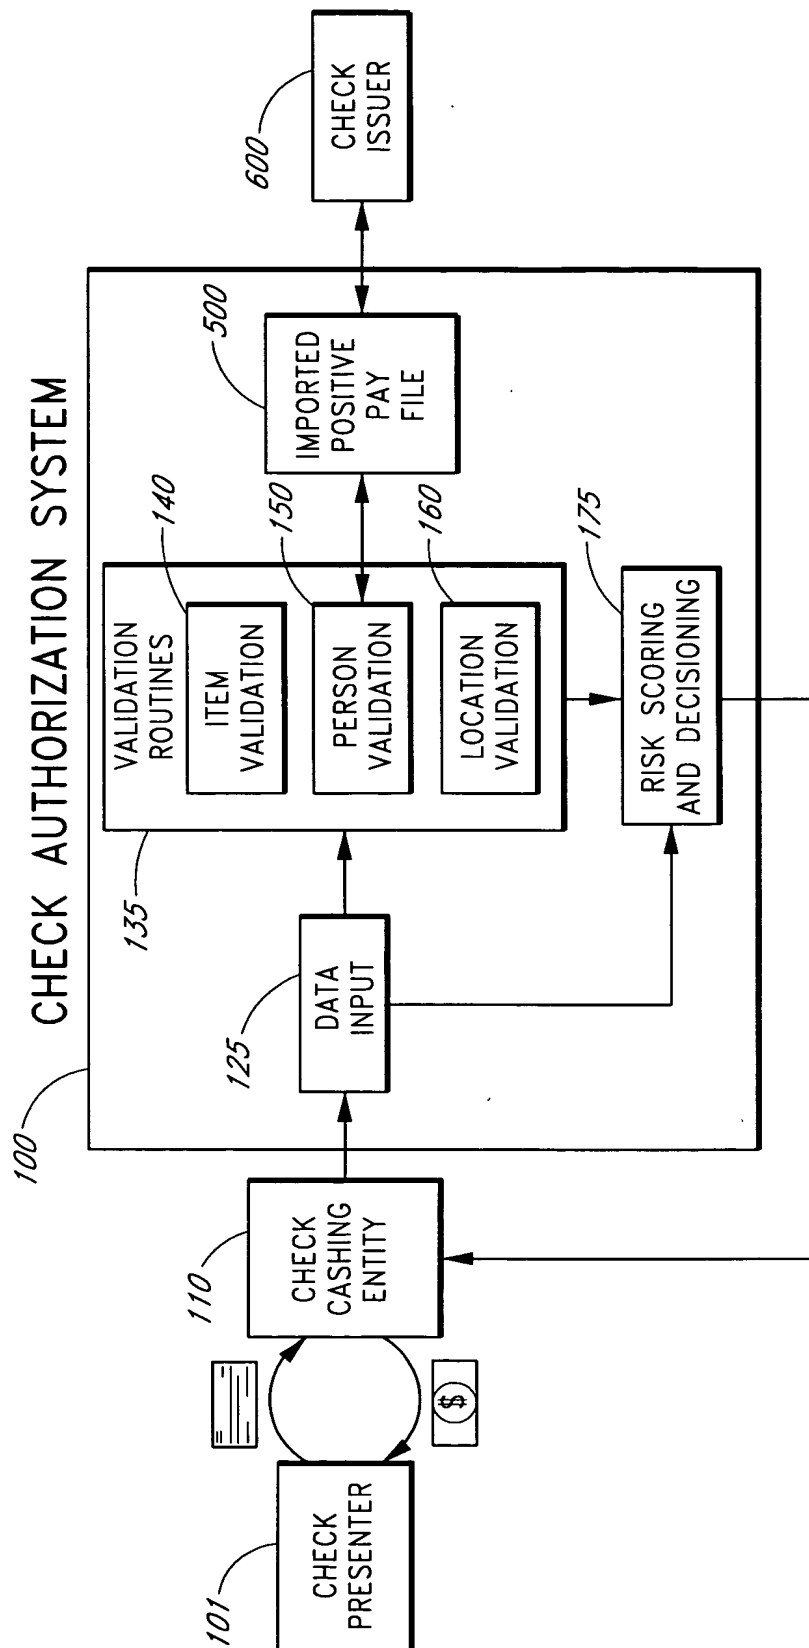 CHECK AUTHORIZATION SYSTEM
100
101
CHECK
PRESENTER
$
110
CHECK
CASHING
ENTITY
125
DATA
INPUT
135
VALIDATION
ROUTINES
140
ITEM
VALIDATION
150
PERSON
VALIDATION
160
LOCATION
VALIDATION
175
RISK SCORING
AND DECISIONING
500
IMPORTED
POSITIVE
PAY
FILE
600
CHECK
ISSUER